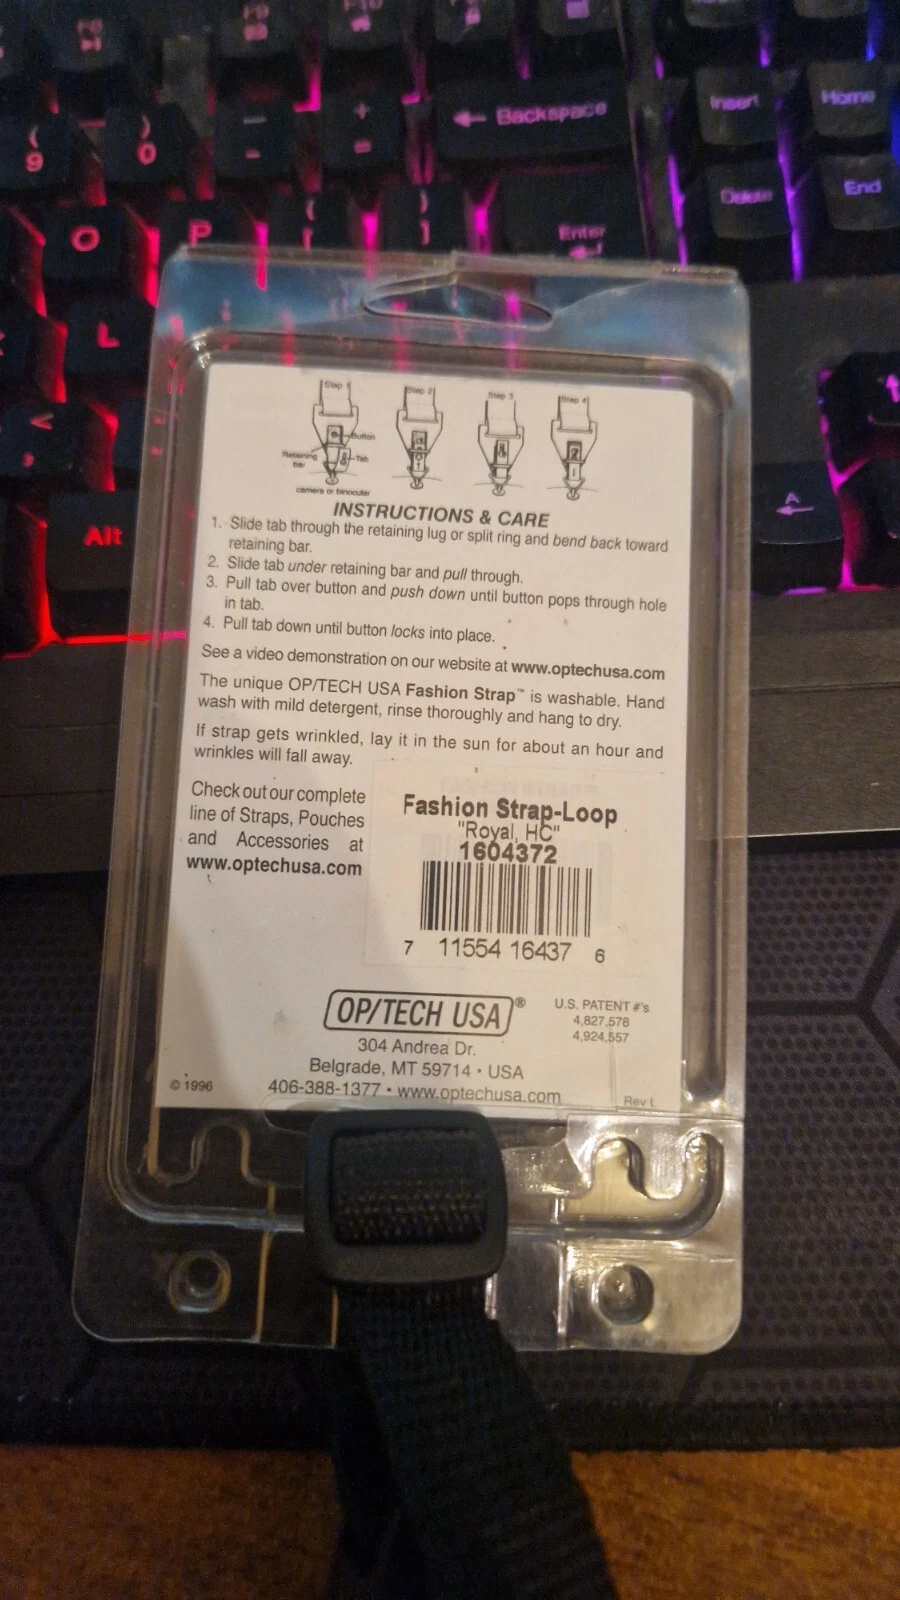 F9
F10
( 9
) 0
— -
+ =
Backspace
Insert
Home
Delete
End
O
P
[
]
Enter
L
<
Alt
A
Step 1
Step 2
Step 3
Step 4
Button
Retaining bar
Tab
camera or binocular
INSTRUCTIONS & CARE
1. Slide tab through the retaining lug or split ring and bend back toward
retaining bar.
2. Slide tab under retaining bar and pull through.
3. Pull tab over button and push down until button pops through hole
in tab.
4. Pull tab down until button locks into place.
See a video demonstration on our website at www.optechusa.com
The unique OP/TECH USA Fashion Strap™ is washable. Hand
wash with mild detergent, rinse thoroughly and hang to dry.
If strap gets wrinkled, lay it in the sun for about an hour and
wrinkles will fall away.
Check out our complete
line of Straps, Pouches
and Accessories at
www.optechusa.com
Fashion Strap-Loop
"Royal, HC"
1604372
7 11554 16437 6
OP/TECH USA®
304 Andrea Dr.
Belgrade, MT 59714 • USA
406-388-1377 • www.optechusa.com
U.S. PATENT #'s
4,827,578
4,924,557
© 1996
Rev L